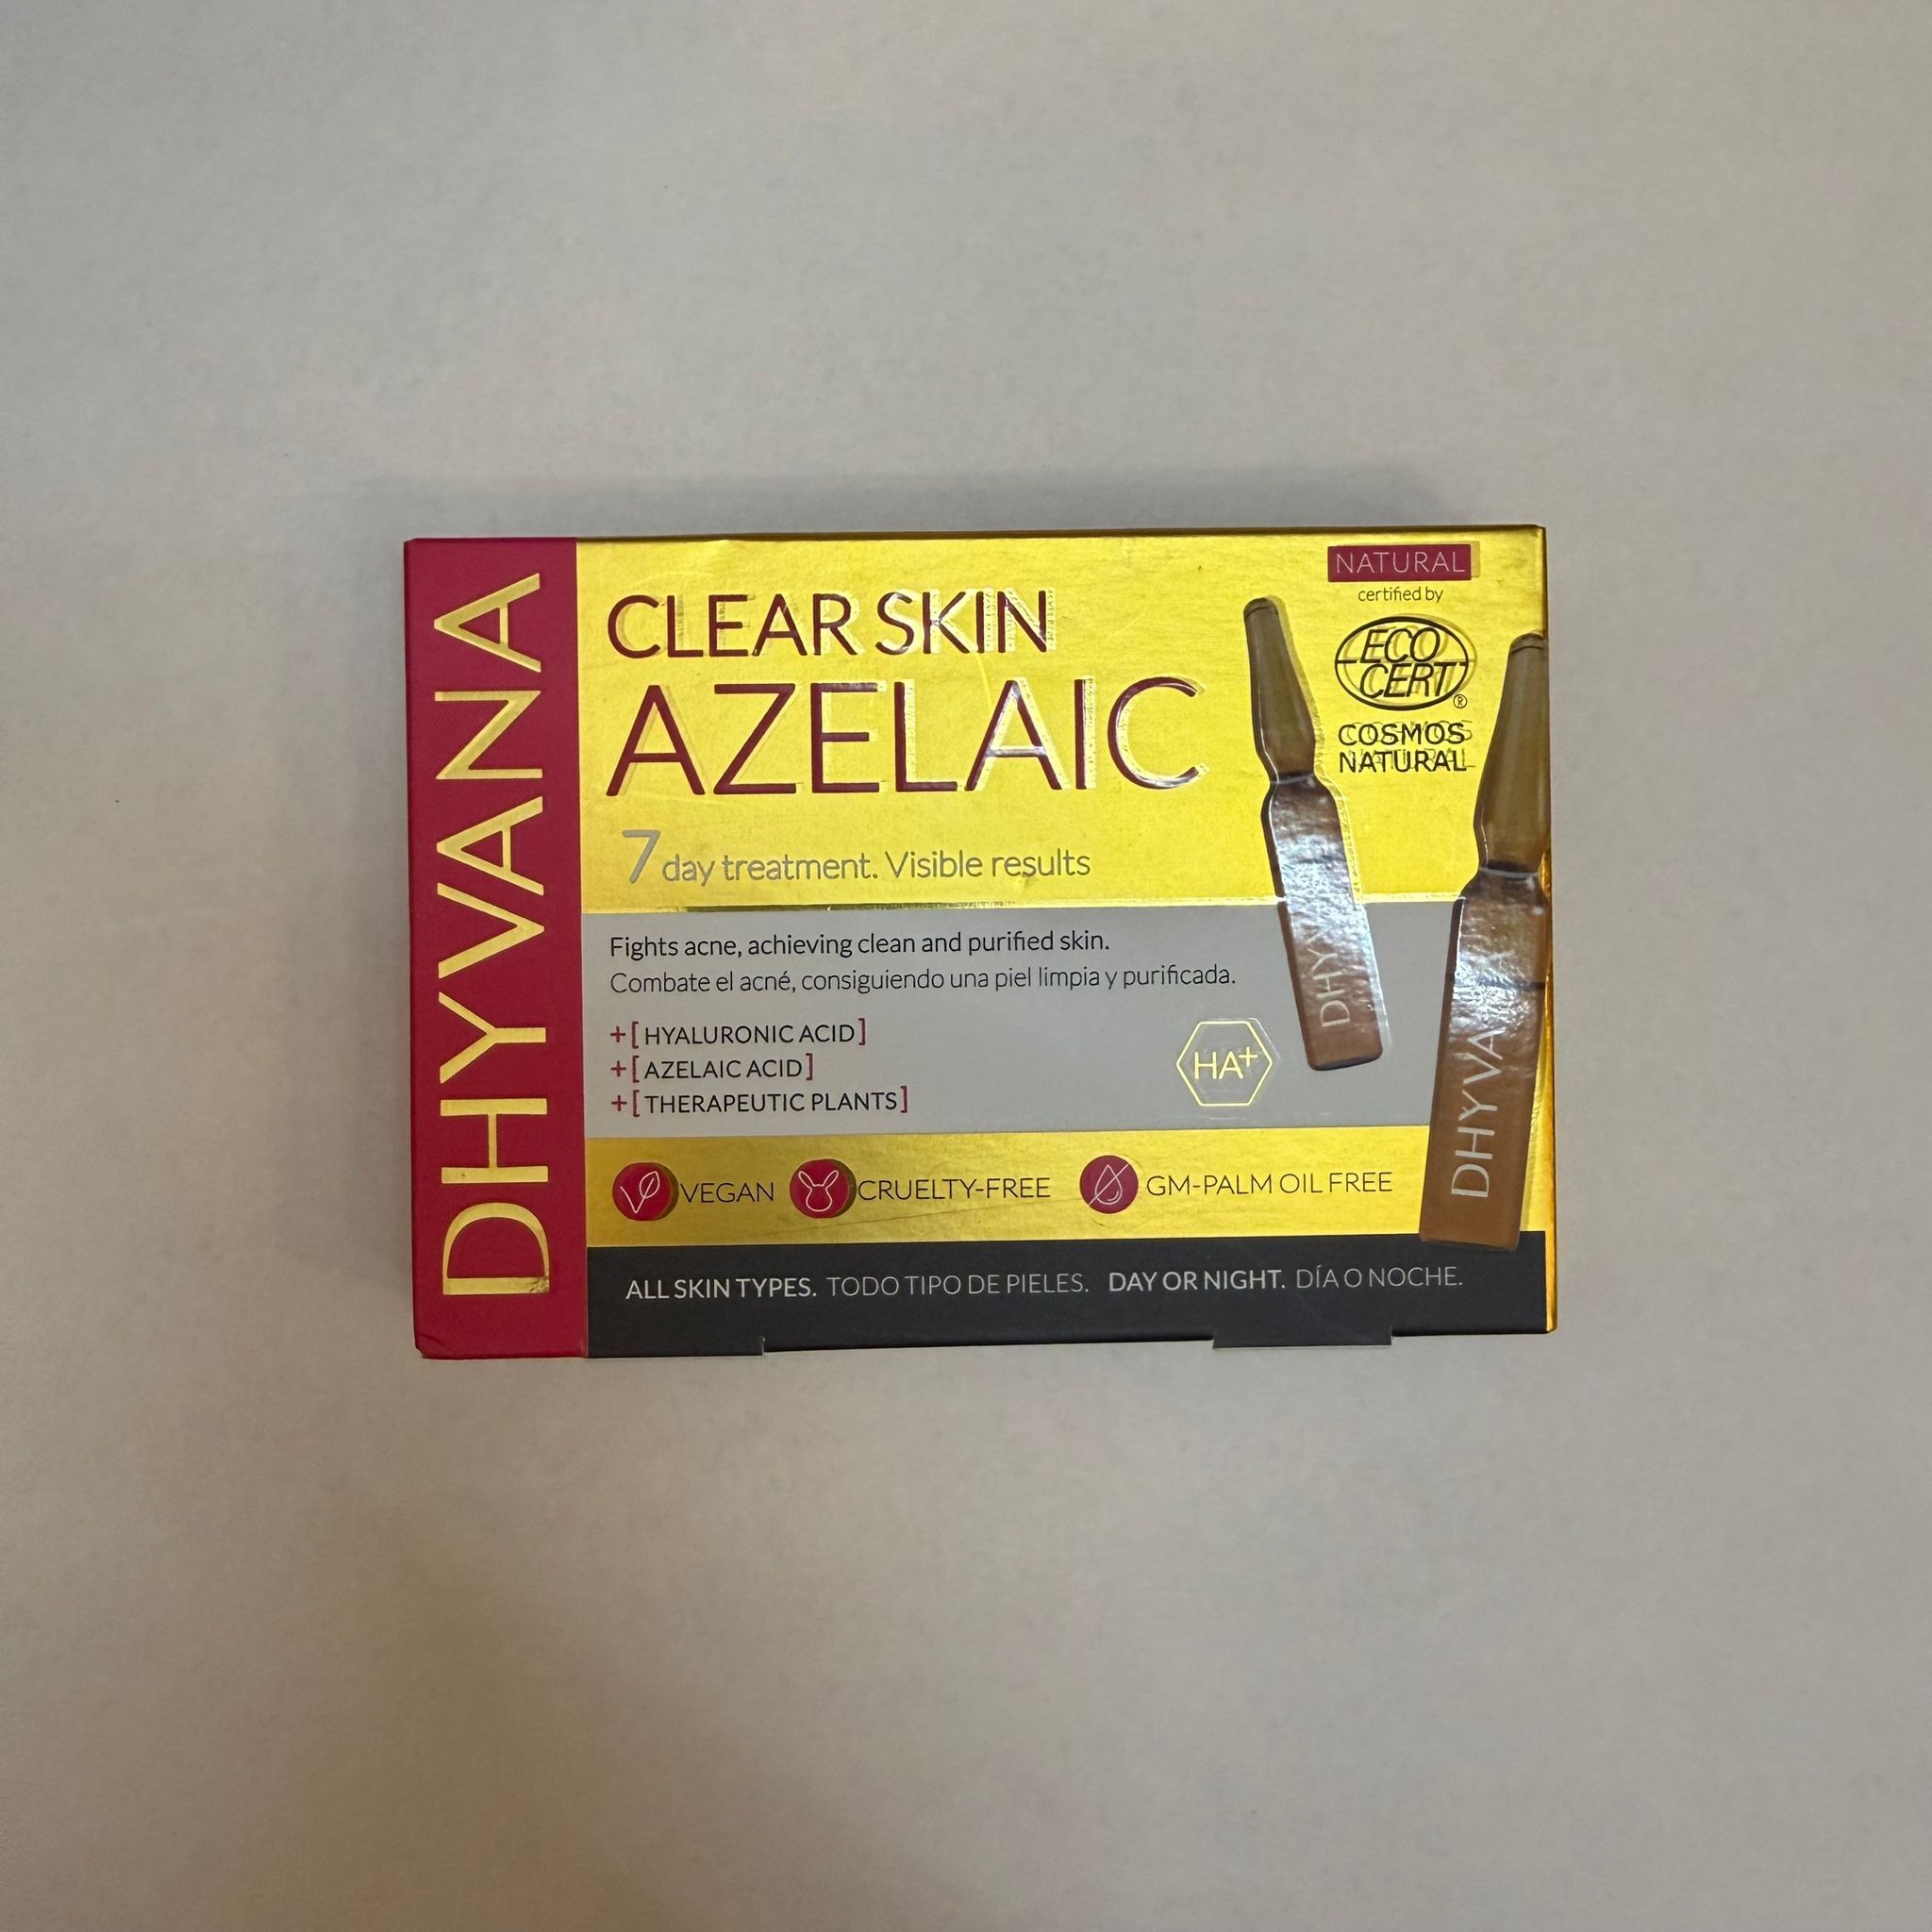 DHYVANA
CLEAR SKIN
AZELAIC
7 day treatment. Visible results
NATURAL
certified by
ECO
CERT®
COSMOS
NATURAL
Fights acne, achieving clean and purified skin.
Combate el acné, consiguiendo una piel limpia y purificada.
+[HYALURONIC ACID]
+[AZELAIC ACID]
+[THERAPEUTIC PLANTS]
HA+
DHYV
DHYVA
VEGAN CRUELTY-FREE GM-PALM OIL FREE
ALL SKIN TYPES. TODO TIPO DE PIELES. DAY OR NIGHT. DÍA O NOCHE.